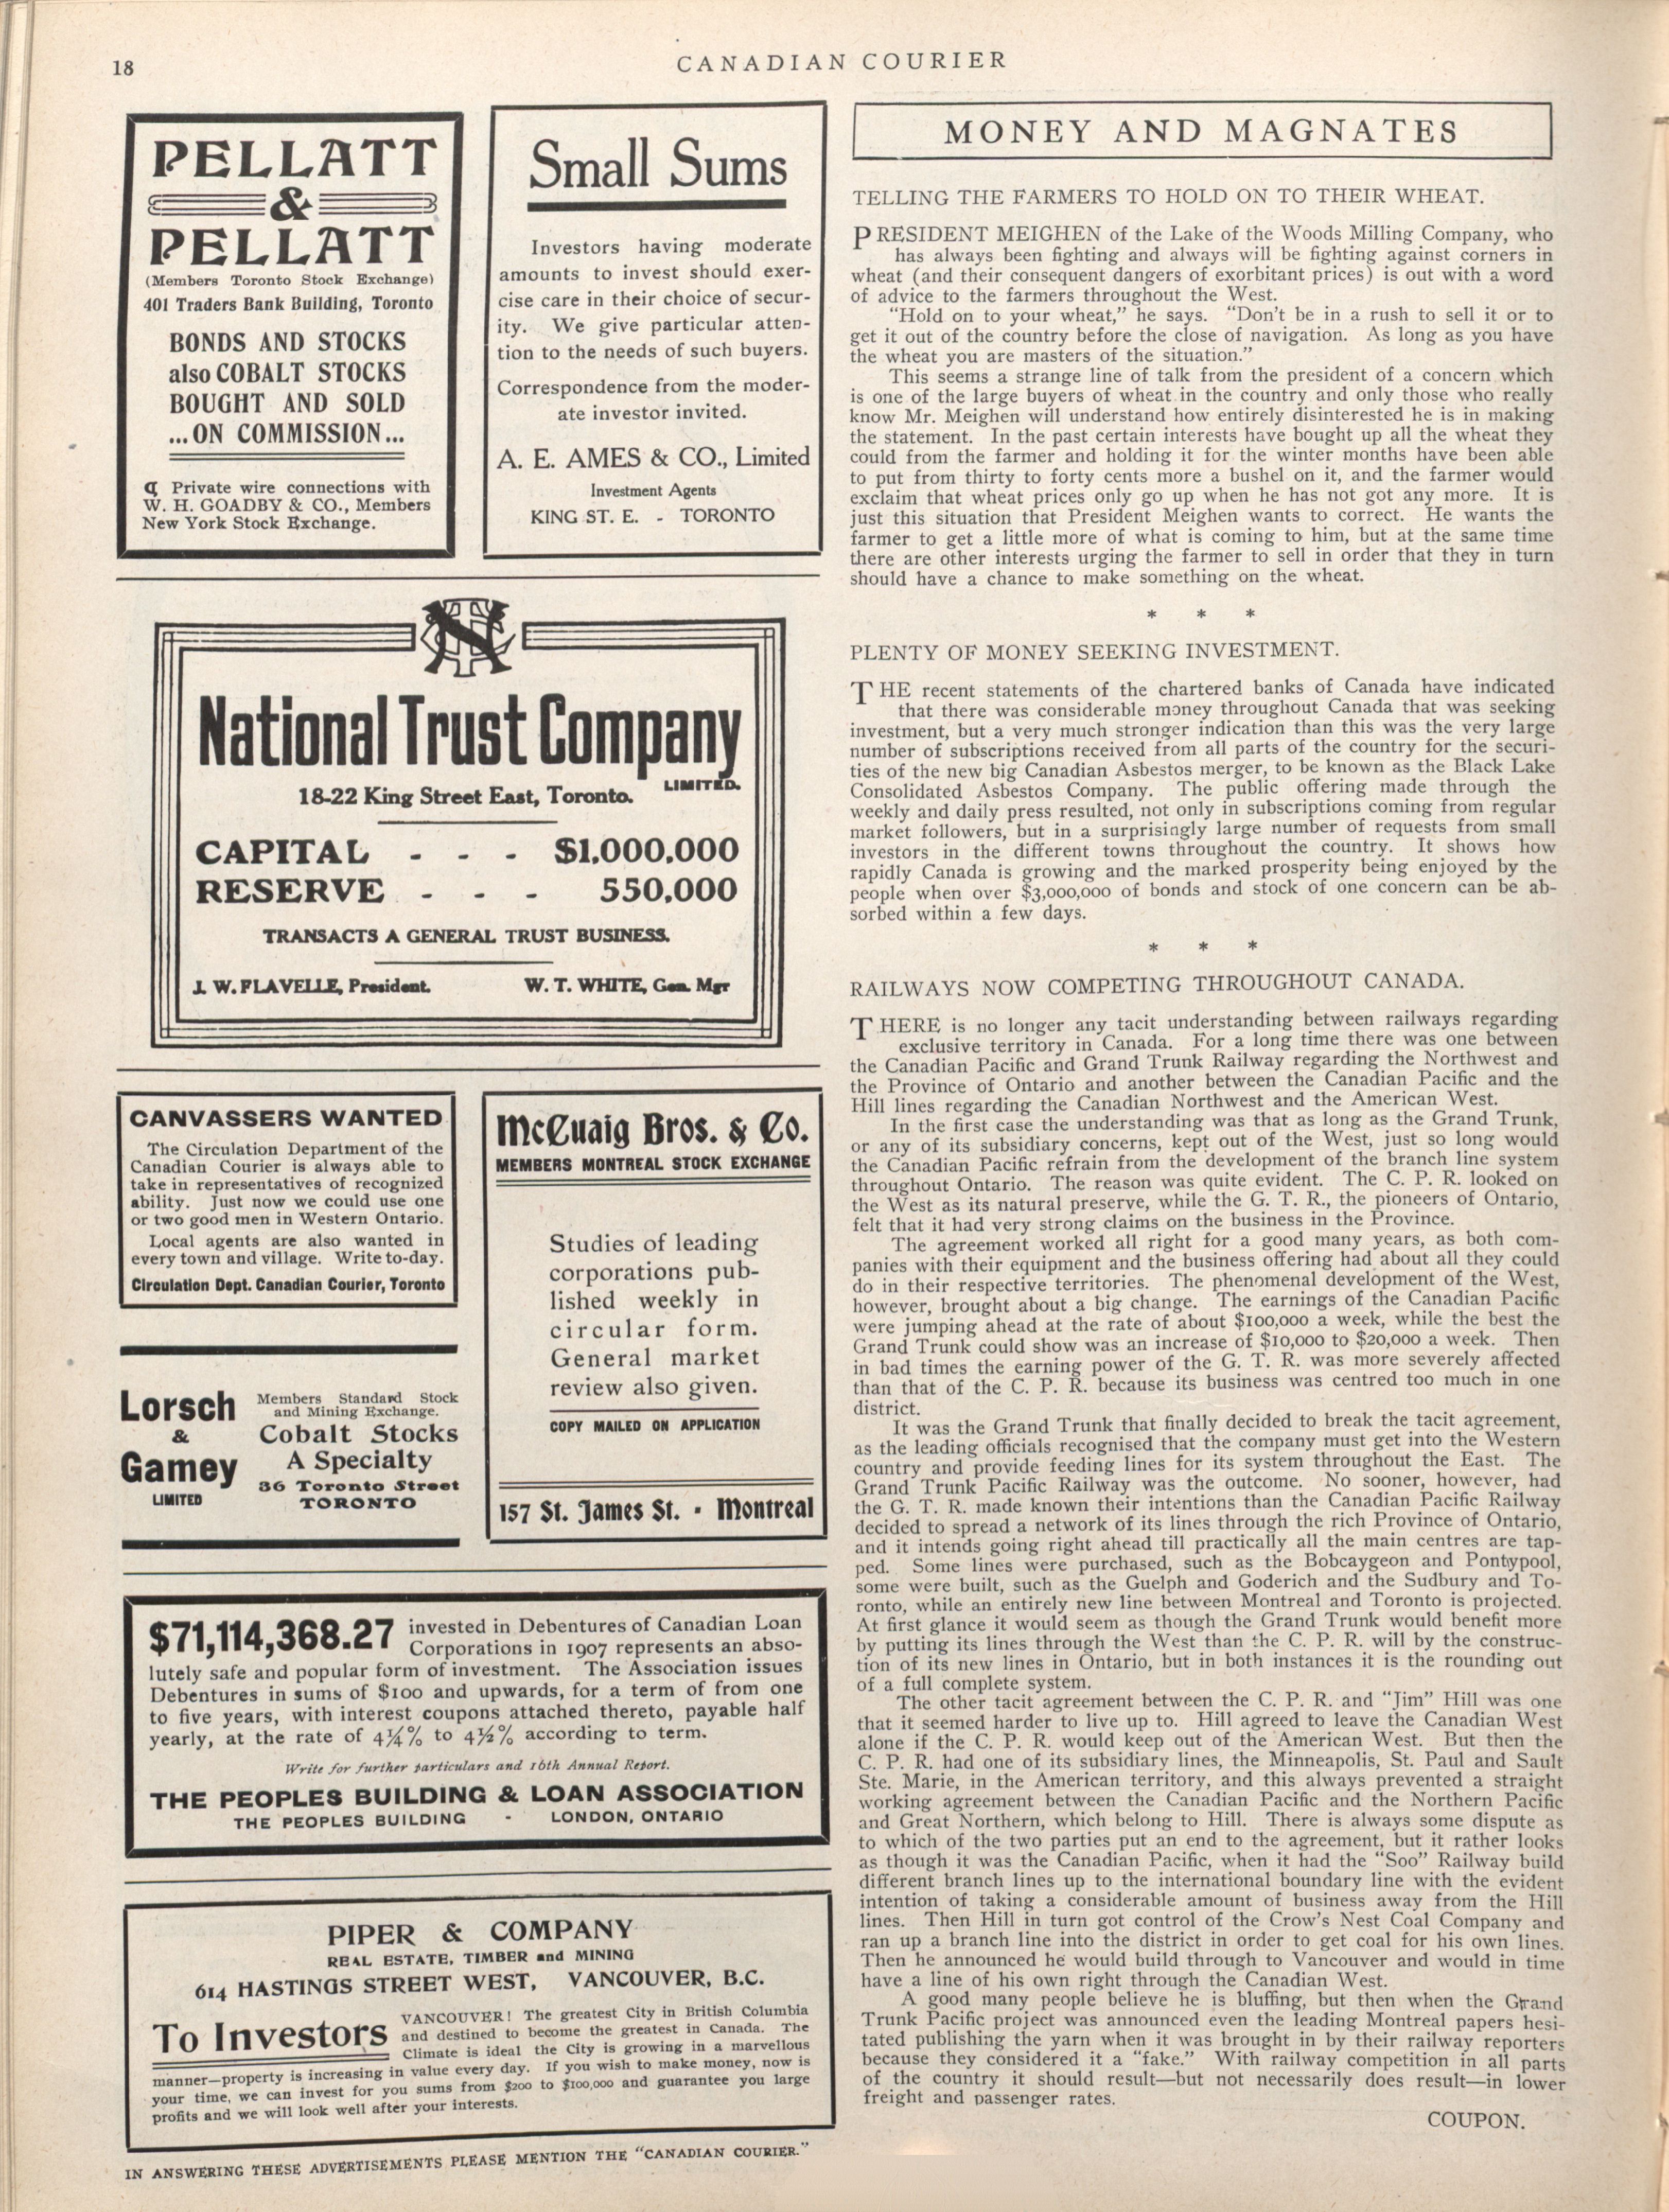 18
CANADIAN COURIER
PELLATT
&
PELLATT
(Members Toronto Stock Exchange)
401 Traders Bank Building, Toronto
BONDS AND STOCKS
also COBALT STOCKS
BOUGHT AND SOLD
...ON COMMISSION...
¶ Private wire connections with
W. H. GOADBY & CO., Members
New York Stock Exchange.
Small Sums
Investors having moderate
amounts to invest should exer-
cise care in their choice of secur-
ity. We give particular atten-
tion to the needs of such buyers.
Correspondence from the moder-
ate investor invited.
A. E. AMES & CO., Limited
Investment Agents
KING ST. E. - TORONTO
National Trust Company
LIMITED.
18-22 King Street East, Toronto.
CAPITAL - - - $1,000,000
RESERVE - - - 550,000
TRANSACTS A GENERAL TRUST BUSINESS.
J. W. FLAVELLE, President. W. T. WHITE, Gen. Mgr
CANVASSERS WANTED
The Circulation Department of the
Canadian Courier is always able to
take in representatives of recognized
ability. Just now we could use one
or two good men in Western Ontario.
Local agents are also wanted in
every town and village. Write to-day.
Circulation Dept. Canadian Courier, Toronto
Lorsch
&
Gamey
LIMITED
Members Standard Stock
and Mining Exchange.
Cobalt Stocks
A Specialty
36 Toronto Street
TORONTO
McCuaig Bros. & Co.
MEMBERS MONTREAL STOCK EXCHANGE
Studies of leading
corporations pub-
lished weekly in
circular form.
General market
review also given.
COPY MAILED ON APPLICATION
157 St. James St. - Montreal
$71,114,368.27 invested in Debentures of Canadian Loan
Corporations in 1907 represents an abso-
lutely safe and popular form of investment. The Association issues
Debentures in sums of $100 and upwards, for a term of from one
to five years, with interest coupons attached thereto, payable half
yearly, at the rate of 4¼% to 4½% according to term.
Write for further particulars and 16th Annual Report.
THE PEOPLES BUILDING & LOAN ASSOCIATION
THE PEOPLES BUILDING - LONDON, ONTARIO
PIPER & COMPANY
REAL ESTATE, TIMBER and MINING
614 HASTINGS STREET WEST, VANCOUVER, B.C.
To Investors
VANCOUVER! The greatest City in British Columbia
and destined to become the greatest in Canada. The
Climate is ideal the City is growing in a marvellous
manner—property is increasing in value every day. If you wish to make money, now is
your time, we can invest for you sums from $200 to $100,000 and guarantee you large
profits and we will look well after your interests.
IN ANSWERING THESE ADVERTISEMENTS PLEASE MENTION THE "CANADIAN COURIER."
MONEY AND MAGNATES
TELLING THE FARMERS TO HOLD ON TO THEIR WHEAT.
PRESIDENT MEIGHEN of the Lake of the Woods Milling Company, who
has always been fighting and always will be fighting against corners in
wheat (and their consequent dangers of exorbitant prices) is out with a word
of advice to the farmers throughout the West.
"Hold on to your wheat," he says. "Don't be in a rush to sell it or to
get it out of the country before the close of navigation. As long as you have
the wheat you are masters of the situation."
This seems a strange line of talk from the president of a concern which
is one of the large buyers of wheat in the country and only those who really
know Mr. Meighen will understand how entirely disinterested he is in making
the statement. In the past certain interests have bought up all the wheat they
could from the farmer and holding it for the winter months have been able
to put from thirty to forty cents more a bushel on it, and the farmer would
exclaim that wheat prices only go up when he has not got any more. It is
just this situation that President Meighen wants to correct. He wants the
farmer to get a little more of what is coming to him, but at the same time
there are other interests urging the farmer to sell in order that they in turn
should have a chance to make something on the wheat.
* * *
PLENTY OF MONEY SEEKING INVESTMENT.
THE recent statements of the chartered banks of Canada have indicated
that there was considerable money throughout Canada that was seeking
investment, but a very much stronger indication than this was the very large
number of subscriptions received from all parts of the country for the securi-
ties of the new big Canadian Asbestos merger, to be known as the Black Lake
Consolidated Asbestos Company. The public offering made through the
weekly and daily press resulted, not only in subscriptions coming from regular
market followers, but in a surprisingly large number of requests from small
investors in the different towns throughout the country. It shows how
rapidly Canada is growing and the marked prosperity being enjoyed by the
people when over $3,000,000 of bonds and stock of one concern can be ab-
sorbed within a few days.
* * *
RAILWAYS NOW COMPETING THROUGHOUT CANADA.
THERE is no longer any tacit understanding between railways regarding
exclusive territory in Canada. For a long time there was one between
the Canadian Pacific and Grand Trunk Railway regarding the Northwest and
the Province of Ontario and another between the Canadian Pacific and the
Hill lines regarding the Canadian Northwest and the American West.
In the first case the understanding was that as long as the Grand Trunk,
or any of its subsidiary concerns, kept out of the West, just so long would
the Canadian Pacific refrain from the development of the branch line system
throughout Ontario. The reason was quite evident. The C. P. R. looked on
the West as its natural preserve, while the G. T. R., the pioneers of Ontario,
felt that it had very strong claims on the business in the Province.
The agreement worked all right for a good many years, as both com-
panies with their equipment and the business offering had about all they could
do in their respective territories. The phenomenal development of the West,
however, brought about a big change. The earnings of the Canadian Pacific
were jumping ahead at the rate of about $100,000 a week, while the best the
Grand Trunk could show was an increase of $10,000 to $20,000 a week. Then
in bad times the earning power of the G. T. R. was more severely affected
than that of the C. P. R. because its business was centred too much in one
district.
It was the Grand Trunk that finally decided to break the tacit agreement,
as the leading officials recognised that the company must get into the Western
country and provide feeding lines for its system throughout the East. The
Grand Trunk Pacific Railway was the outcome. No sooner, however, had
the G. T. R. made known their intentions than the Canadian Pacific Railway
decided to spread a network of its lines through the rich Province of Ontario,
and it intends going right ahead till practically all the main centres are tap-
ped. Some lines were purchased, such as the Bobcaygeon and Pontypool,
some were built, such as the Guelph and Goderich and the Sudbury and To-
ronto, while an entirely new line between Montreal and Toronto is projected.
At first glance it would seem as though the Grand Trunk would benefit more
by putting its lines through the West than the C. P. R. will by the construc-
tion of its new lines in Ontario, but in both instances it is the rounding out
of a full complete system.
The other tacit agreement between the C. P. R. and "Jim" Hill was one
that it seemed harder to live up to. Hill agreed to leave the Canadian West
alone if the C. P. R. would keep out of the American West. But then the
C. P. R. had one of its subsidiary lines, the Minneapolis, St. Paul and Sault
Ste. Marie, in the American territory, and this always prevented a straight
working agreement between the Canadian Pacific and the Northern Pacific
and Great Northern, which belong to Hill. There is always some dispute as
to which of the two parties put an end to the agreement, but it rather looks
as though it was the Canadian Pacific, when it had the "Soo" Railway build
different branch lines up to the international boundary line with the evident
intention of taking a considerable amount of business away from the Hill
lines. Then Hill in turn got control of the Crow's Nest Coal Company and
ran up a branch line into the district in order to get coal for his own lines.
Then he announced he would build through to Vancouver and would in time
have a line of his own right through the Canadian West.
A good many people believe he is bluffing, but then when the Grand
Trunk Pacific project was announced even the leading Montreal papers hesi-
tated publishing the yarn when it was brought in by their railway reporters
because they considered it a "fake." With railway competition in all parts
of the country it should result—but not necessarily does result—in lower
freight and passenger rates.
COUPON.